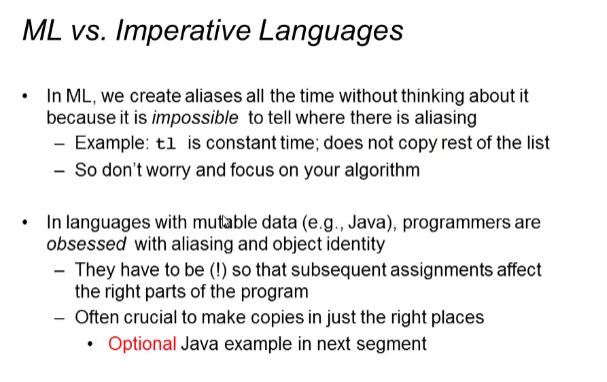 ML vs. Imperative Languages
• In ML, we create aliases all the time without thinking about it
because it is impossible to tell where there is aliasing
– Example: tl is constant time; does not copy rest of the list
– So don't worry and focus on your algorithm
• In languages with mutable data (e.g., Java), programmers are
obsessed with aliasing and object identity
– They have to be (!) so that subsequent assignments affect
the right parts of the program
– Often crucial to make copies in just the right places
• Optional Java example in next segment